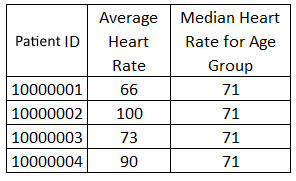 Patient ID Average Heart Rate Median Heart Rate for Age Group
10000001 66 71
10000002 100 71
10000003 73 71
10000004 90 71